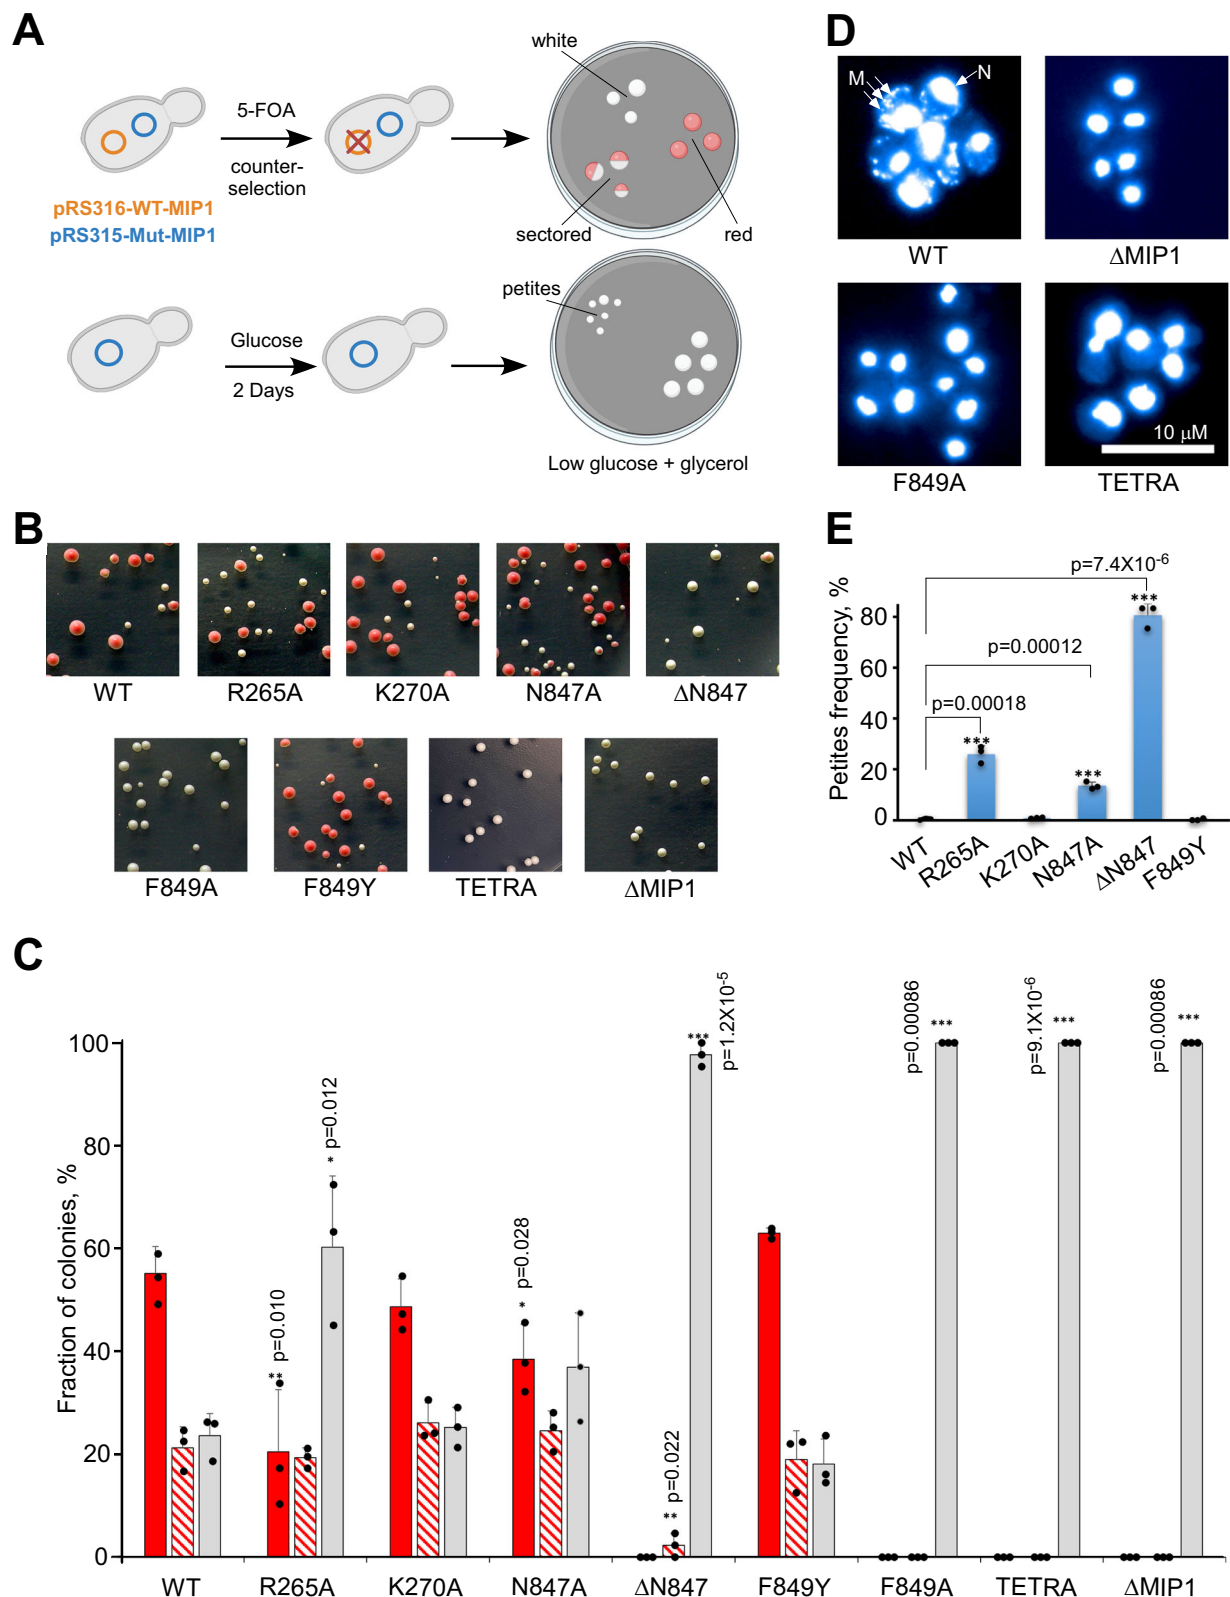 A
white
5-FOA
counter-
selection
pRS316-WT-MIP1
pRS315-Mut-MIP1
sectored
red
petites
Glucose
2 Days
Low glucose + glycerol
D
M
N
WT
ΔMIP1
F849A
10 μM
TETRA
B
WT
R265A
K270A
N847A
ΔN847
F849A
F849Y
TETRA
ΔMIP1
E
Petites frequency, %
80
60
40
20
0
p=7.4X10-6
p=0.00012
p=0.00018
***
***
***
WT
R265A
K270A
N847A
ΔN847
F849Y
C
Fraction of colonies, %
100
80
60
40
20
0
** p=0.010
* p=0.012
* p=0.028
** p=0.022
***
p=1.2X10-5
p=0.00086
***
p=9.1X10-6
***
p=0.00086
***
WT
R265A
K270A
N847A
ΔN847
F849Y
F849A
TETRA
ΔMIP1